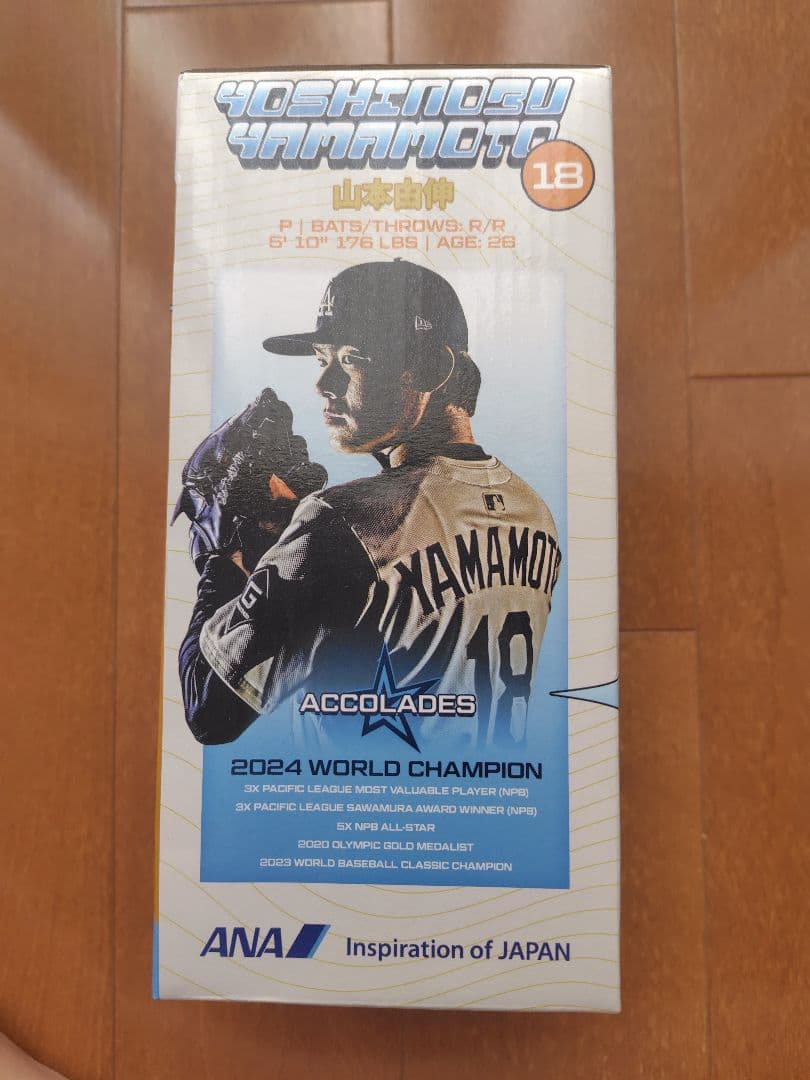 YOSHINOBU
YAMAMOTO
18
山本由伸
P | BATS/THROWS: R/R
5' 10" 176 LBS | AGE: 26
LA
YAMAMOTO
18
ACCOLADES
2024 WORLD CHAMPION
3X PACIFIC LEAGUE MOST VALUABLE PLAYER (NPB)
3X PACIFIC LEAGUE SAWAMURA AWARD WINNER (NPB)
5X NPB ALL-STAR
2020 OLYMPIC GOLD MEDALIST
2023 WORLD BASEBALL CLASSIC CHAMPION
ANA Inspiration of JAPAN